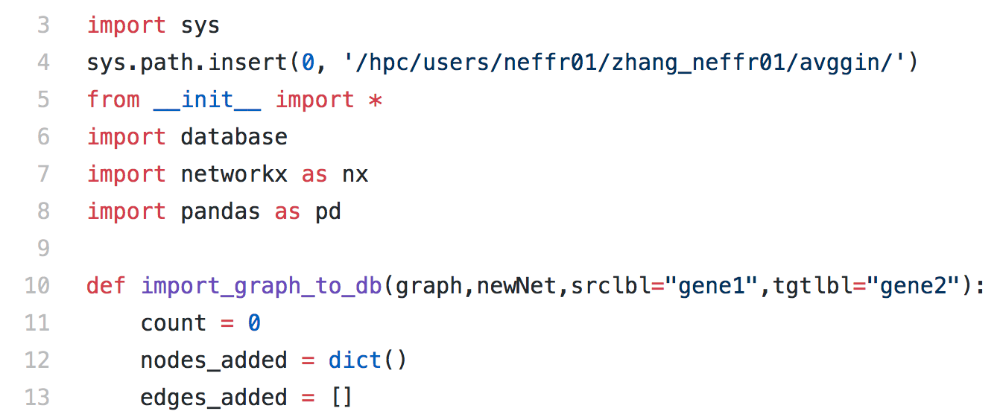 3 import sys
4 sys.path.insert(0, '/hpc/users/neffr01/zhang_neffr01/avggin/')
5 from __init__ import *
6 import database
7 import networkx as nx
8 import pandas as pd
9
10 def import_graph_to_db(graph,newNet,srclbl="gene1",tgtlbl="gene2"):
11 count = 0
12 nodes_added = dict()
13 edges_added = []